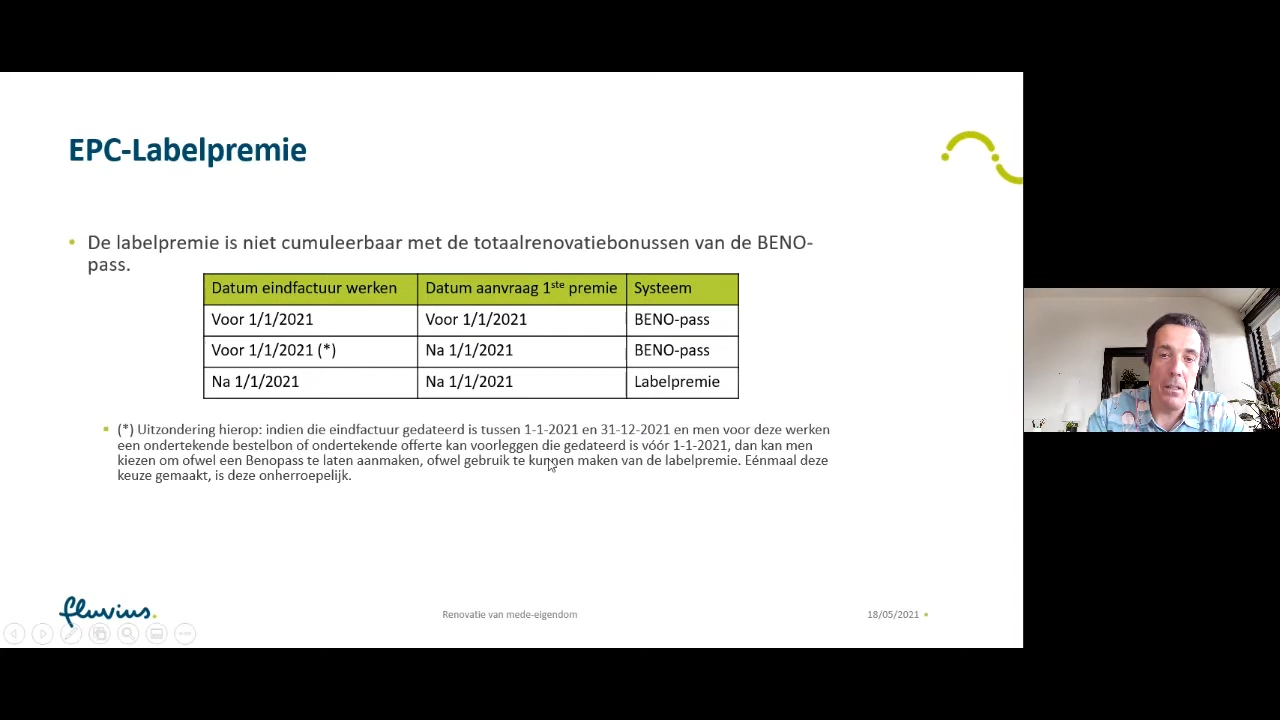 EPC-Labelpremie
• De labelpremie is niet cumuleerbaar met de totaalrenovatiebonussen van de BENO-
pass.
Datum eindfactuur werken Datum aanvraag 1ste premie Systeem
Voor 1/1/2021 Voor 1/1/2021 BENO-pass
Voor 1/1/2021 (*) Na 1/1/2021 BENO-pass
Na 1/1/2021 Na 1/1/2021 Labelpremie
(*) Uitzondering hierop: indien die eindfactuur gedateerd is tussen 1-1-2021 en 31-12-2021 en men voor deze werken
een ondertekende bestelbon of ondertekende offerte kan voorleggen die gedateerd is vóór 1-1-2021, dan kan men
kiezen om ofwel een Benopass te laten aanmaken, ofwel gebruik te kunnen maken van de labelpremie. Eénmaal deze
keuze gemaakt, is deze onherroepelijk.
fluvius.
Renovatie van mede-eigendom
18/05/2021